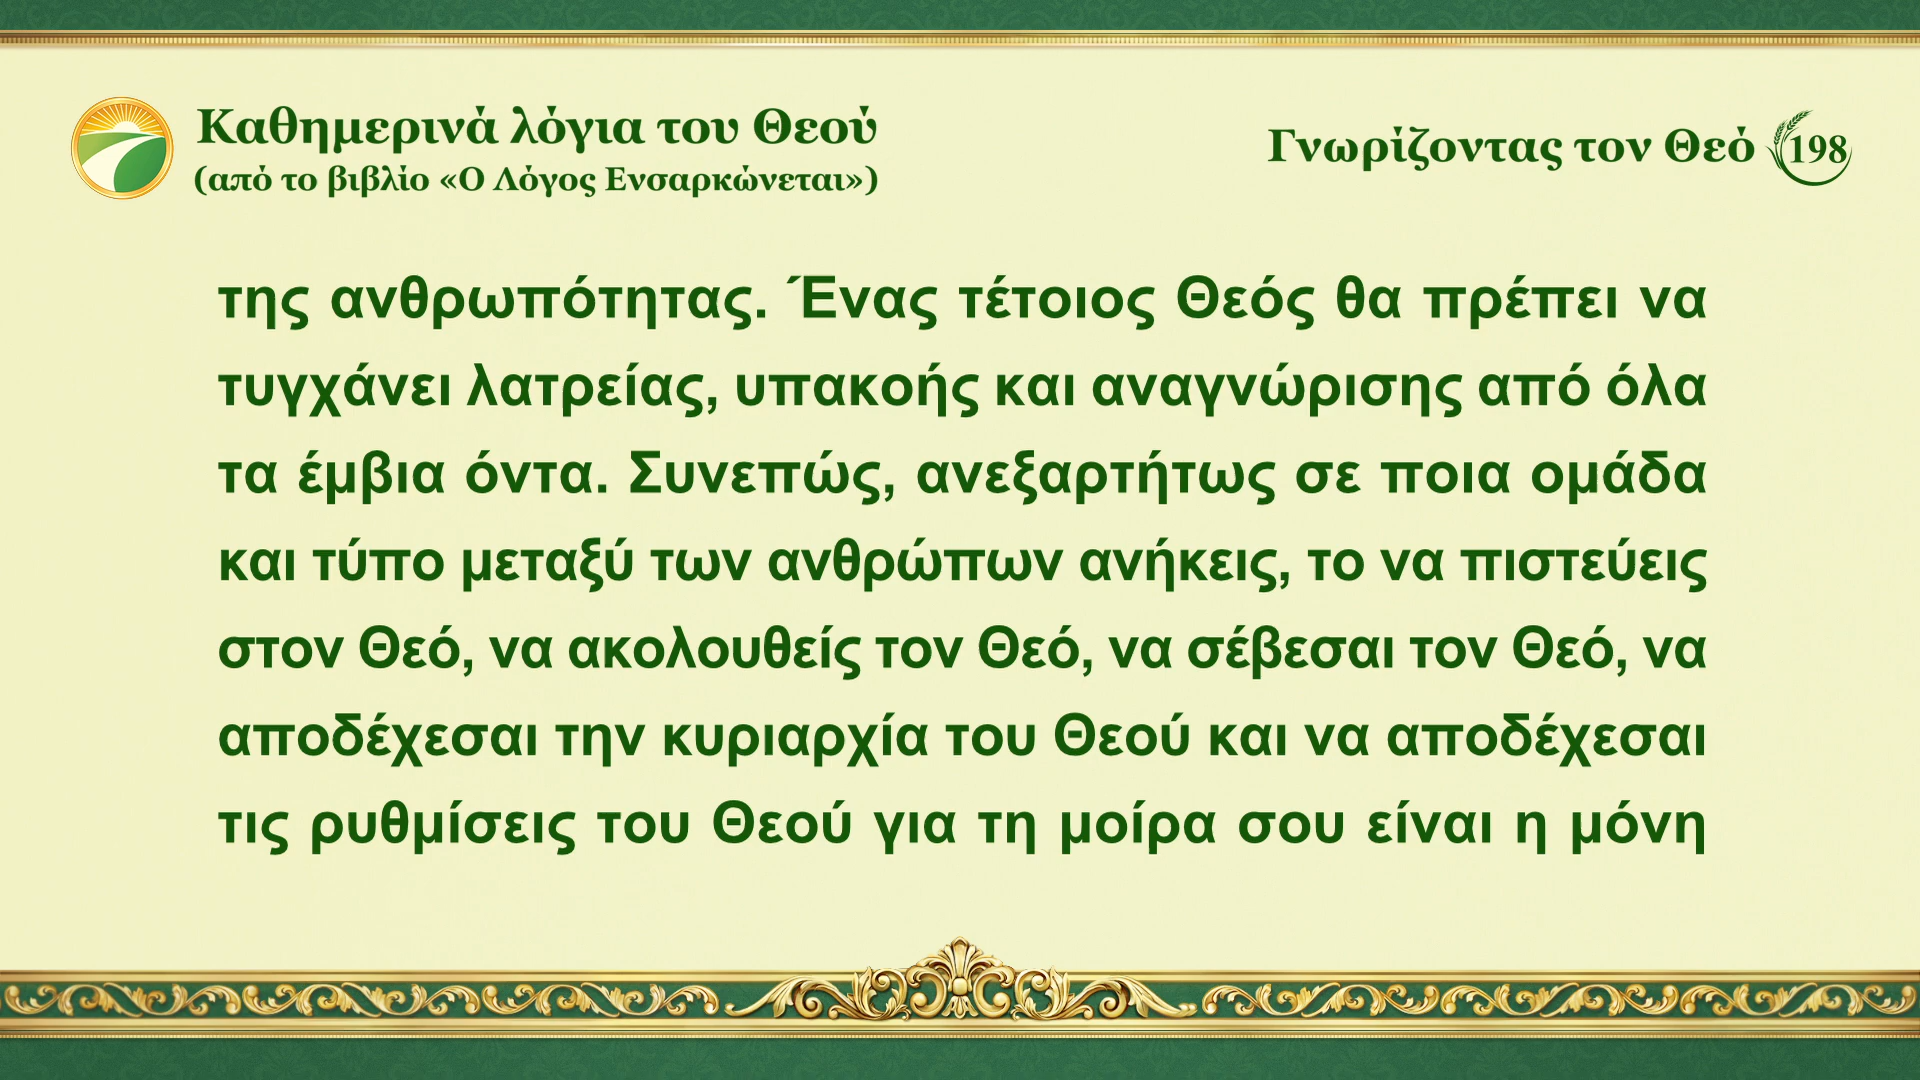 Καθημερινά λόγια του Θεού
(από το βιβλίο «Ο Λόγος Ενσαρκώνεται»)
Γνωρίζοντας τον Θεό 198
της ανθρωπότητας. Ένας τέτοιος Θεός θα πρέπει να
τυγχάνει λατρείας, υπακοής και αναγνώρισης από όλα
τα έμβια όντα. Συνεπώς, ανεξαρτήτως σε ποια ομάδα
και τύπο μεταξύ των ανθρώπων ανήκεις, το να πιστεύεις
στον Θεό, να ακολουθείς τον Θεό, να σέβεσαι τον Θεό, να
αποδέχεσαι την κυριαρχία του Θεού και να αποδέχεσαι
τις ρυθμίσεις του Θεού για τη μοίρα σου είναι η μόνη